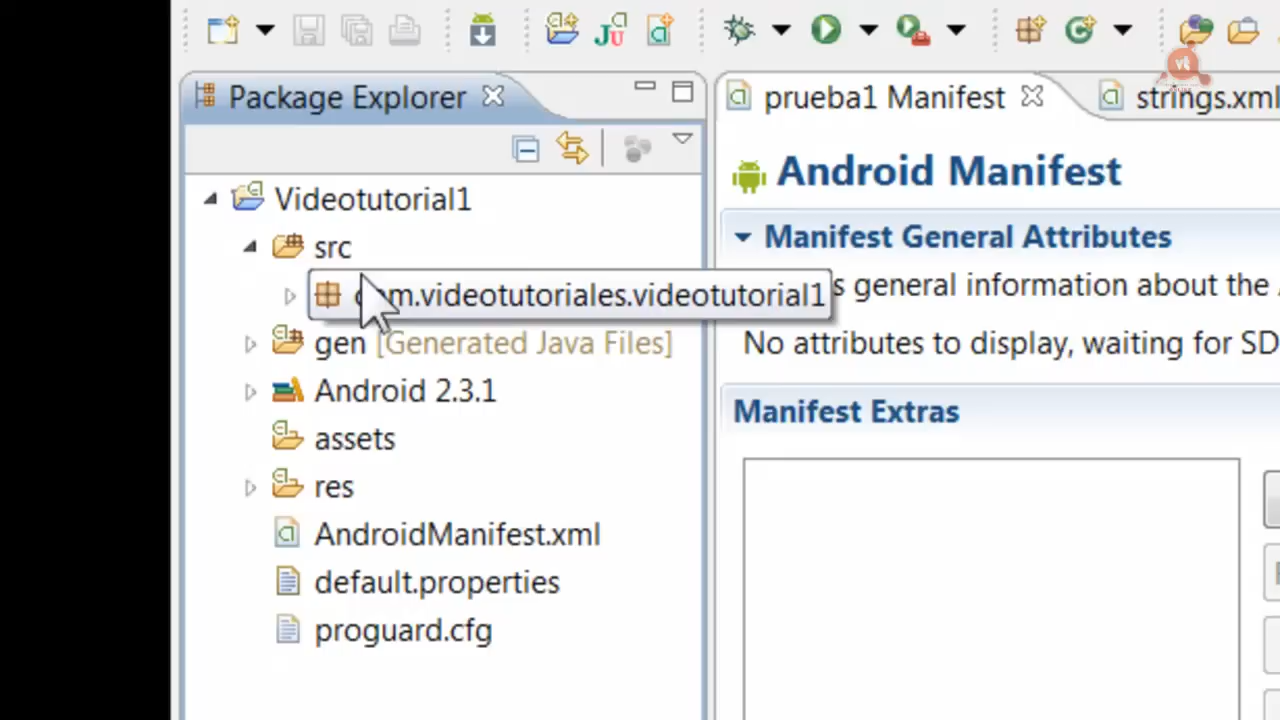 vt
Package Explorer
prueba1 Manifest
strings.xml
Android Manifest
Videotutorial1
Manifest General Attributes
src
com.videotutoriales.videotutorial1
s general information about the
gen [Generated Java Files]
No attributes to display, waiting for SD
Android 2.3.1
Manifest Extras
assets
res
AndroidManifest.xml
default.properties
proguard.cfg